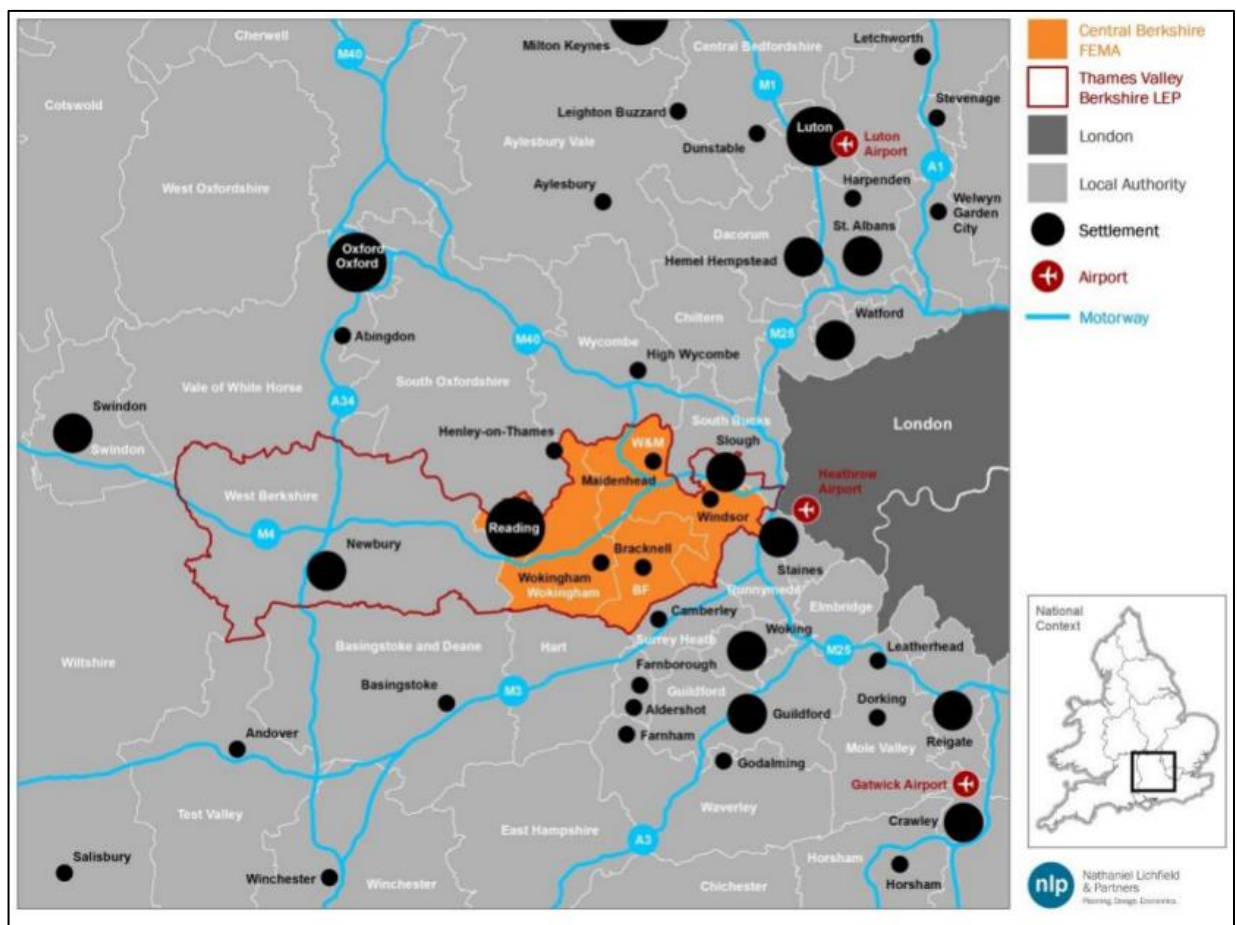 Cherwell
M40
Milton Keynes
Central Bedfordshire
Letchworth
Cotswold
M1
Leighton Buzzard
Stevenage
Aylesbury Vale
Dunstable
Luton
Luton
Airport
A1
West Oxfordshire
Aylesbury
Harpenden
Welwyn
Garden
City
Dacorum
St. Albans
Oxford
Oxford
Hemel Hempstead
Chiltern
Abingdon
M40
Wycombe
M25
Watford
High Wycombe
Vale of White Horse
South Oxfordshire
A34
Swindon
Swindon
Henley-on-Thames
W&M
South Bucks
Slough
London
Maidenhead
Heathrow
Airport
West Berkshire
Windsor
M4
Reading
Newbury
Bracknell
Staines
Wokingham
Wokingham
BF
Runnymede
Camberley
Elmbridge
Wiltshire
Basingstoke and Deane
Hart
Surrey Heath
Woking
M25
Leatherhead
Farnborough
Basingstoke
M3
Guildford
Aldershot
Guildford
Dorking
Andover
Farnham
Reigate
Godalming
Mole Valley
Gatwick Airport
Test Valley
Waverley
East Hampshire
Crawley
A3
Salisbury
Winchester
Winchester
Chichester
Horsham
Horsham
Central Berkshire
FEMA
Thames Valley
Berkshire LEP
London
Local Authority
Settlement
Airport
Motorway
National
Context
nlp
Nathaniel Lichfield
& Partners
Planning. Design. Economics.